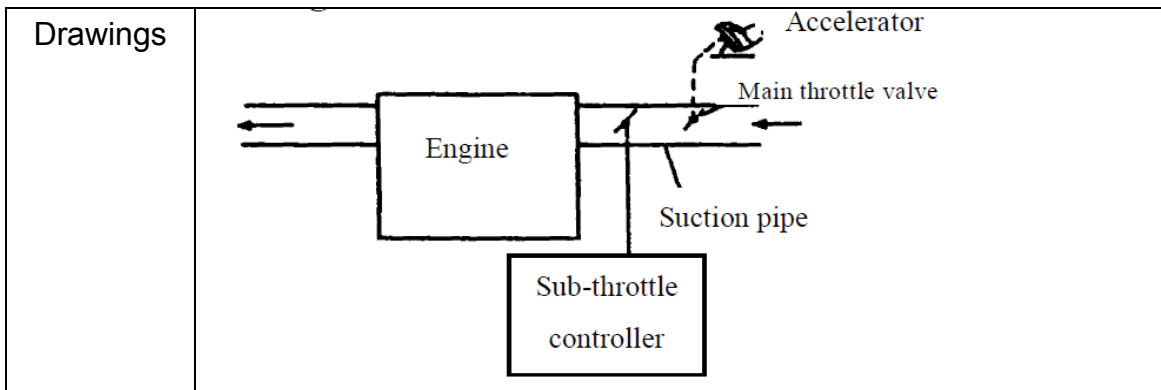 Drawings
Accelerator
Main throttle valve
Engine
Suction pipe
Sub-throttle
controller